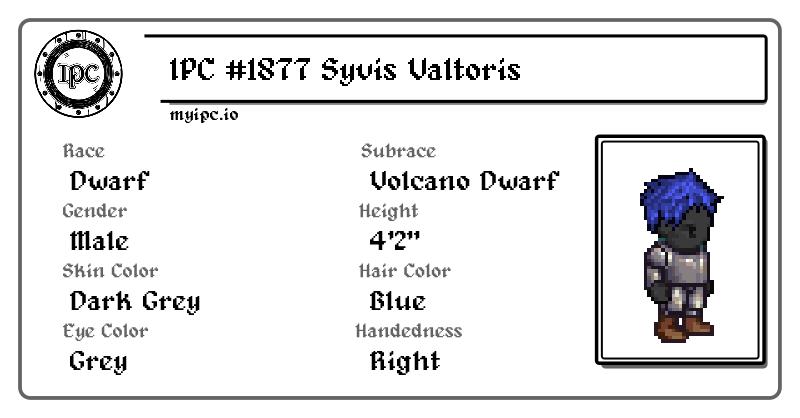 IPC
IPC #1877 Syvis Valtoris
myipc.io
Race
Subrace
Dwarf
Volcano Dwarf
Gender
Height
Male
4'2"
Skin Color
Hair Color
Dark Grey
Blue
Eye Color
Handedness
Grey
Right